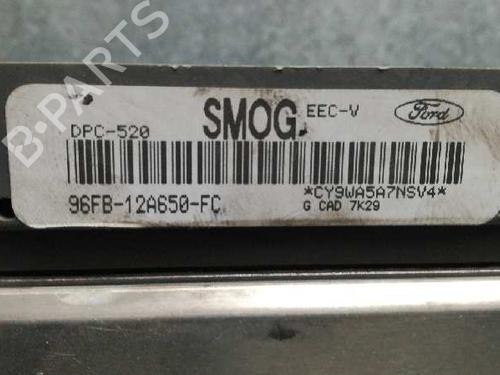 SMOG EEC-V Ford
DPC-520
96FB-12A650-FC
*CY9WA5A7NSV4*
G CAD 7K29
B-PARTS